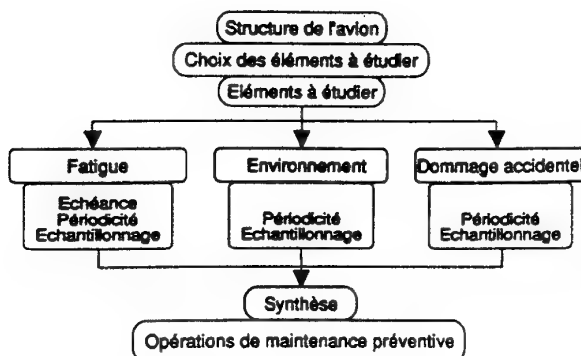 Structure de l'avion
Choix des éléments à étudier
Eléments à étudier
Fatigue
Echéance
Périodicité
Echantillonnage
Environnement
Périodicité
Echantillonnage
Dommage accidentel
Périodicité
Echantillonnage
Synthèse
Opérations de maintenance préventive